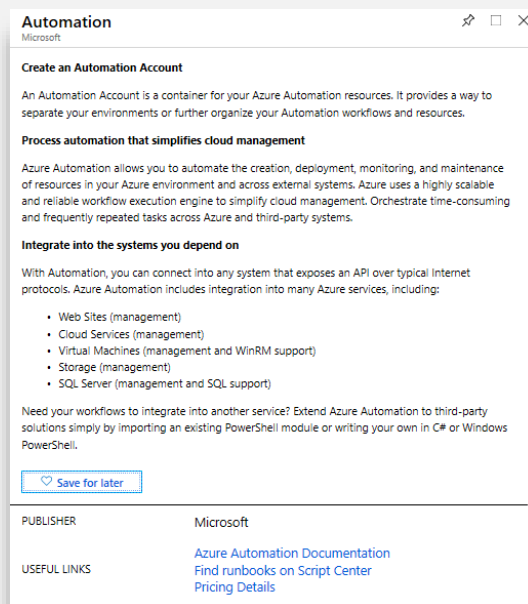 Automation
Microsoft
Create an Automation Account
An Automation Account is a container for your Azure Automation resources. It provides a way to
separate your environments or further organize your Automation workflows and resources.
Process automation that simplifies cloud management
Azure Automation allows you to automate the creation, deployment, monitoring, and maintenance
of resources in your Azure environment and across external systems. Azure uses a highly scalable
and reliable workflow execution engine to simplify cloud management. Orchestrate time-consuming
and frequently repeated tasks across Azure and third-party systems.
Integrate into the systems you depend on
With Automation, you can connect into any system that exposes an API over typical Internet
protocols. Azure Automation includes integration into many Azure services, including:
• Web Sites (management)
• Cloud Services (management)
• Virtual Machines (management and WinRM support)
• Storage (management)
• SQL Server (management and SQL support)
Need your workflows to integrate into another service? Extend Azure Automation to third-party
solutions simply by importing an existing PowerShell module or writing your own in C# or Windows
PowerShell.
Save for later
PUBLISHER Microsoft
Azure Automation Documentation
USEFUL LINKS Find runbooks on Script Center
Pricing Details